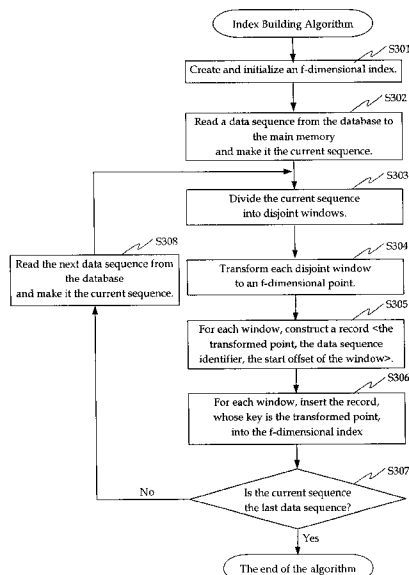 Index Building Algorithm
S301
Create and initialize an f-dimensional index.
S302
Read a data sequence from the database to
the main memory
and make it the current sequence.
S303
Divide the current sequence
into disjoint windows.
S308
Read the next data sequence from
the database
and make it the current sequence.
S304
Transform each disjoint window
to an f-dimensional point.
S305
For each window, construct a record <the
transformed point, the data sequence
identifier, the start offset of the window>.
S306
For each window, insert the record,
whose key is the transformed point,
into the f-dimensional index
S307
Is the current sequence
the last data sequence?
No
Yes
The end of the algorithm